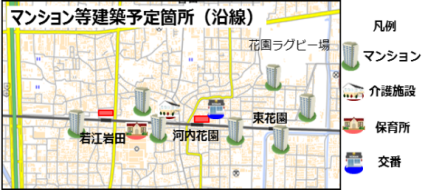 マンション等建築予定箇所（沿線）
花園ラグビー場
若江岩田
河内花園
東花園
凡例
マンション
介護施設
保育所
交番